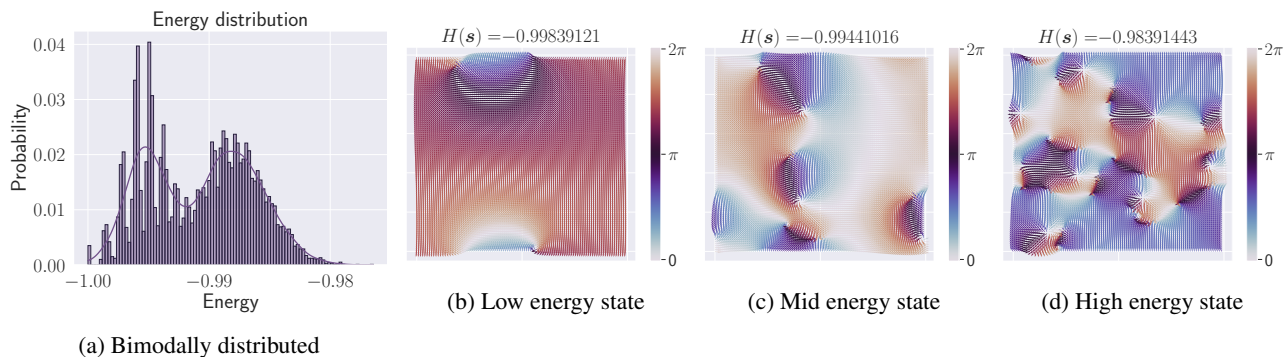 Energy distribution
0.04
0.03
0.02
0.01
0.00
Probability
−1.00
−0.99
−0.98
Energy
(a) Bimodally distributed
H(s) =−0.99839121
2π
π
0
(b) Low energy state
H(s) =−0.99441016
2π
π
0
(c) Mid energy state
H(s) =−0.98391443
2π
π
0
(d) High energy state